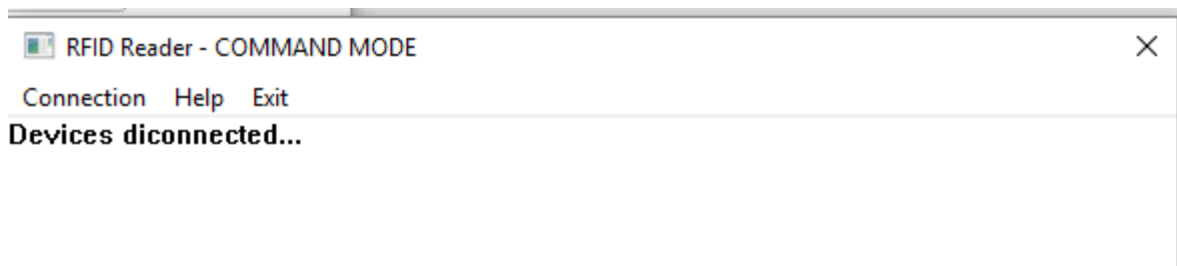 RFID Reader - COMMAND MODE
Connection Help Exit
Devices diconnected...